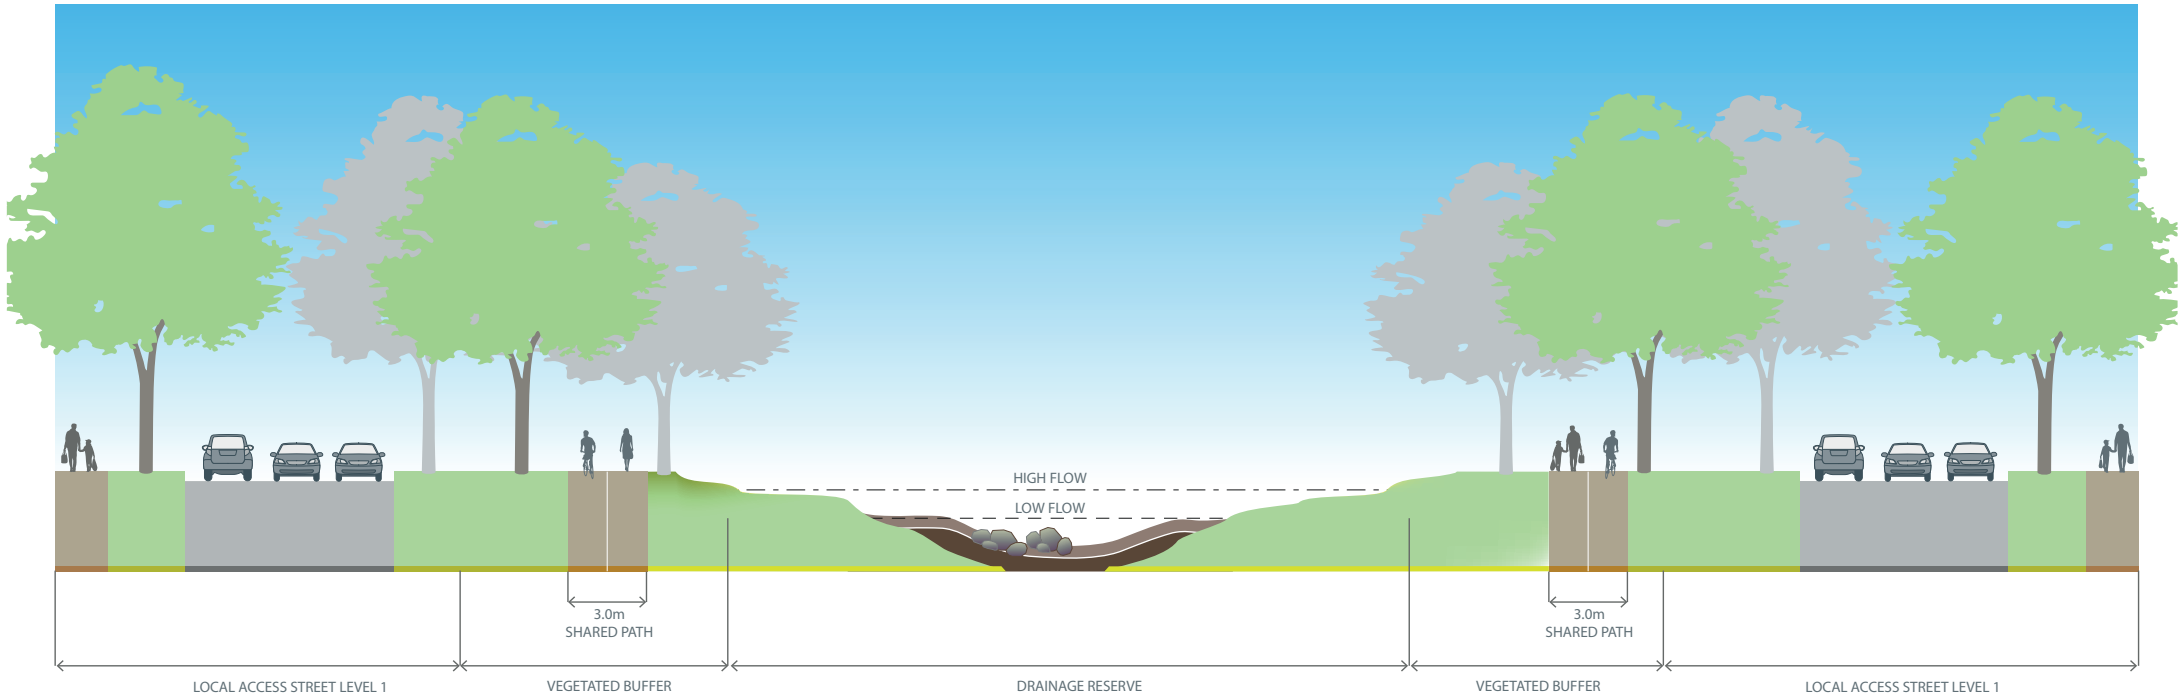 HIGH FLOW
LOW FLOW
3.0m
SHARED PATH
3.0m
SHARED PATH
LOCAL ACCESS STREET LEVEL 1
VEGETATED BUFFER
DRAINAGE RESERVE
VEGETATED BUFFER
LOCAL ACCESS STREET LEVEL 1